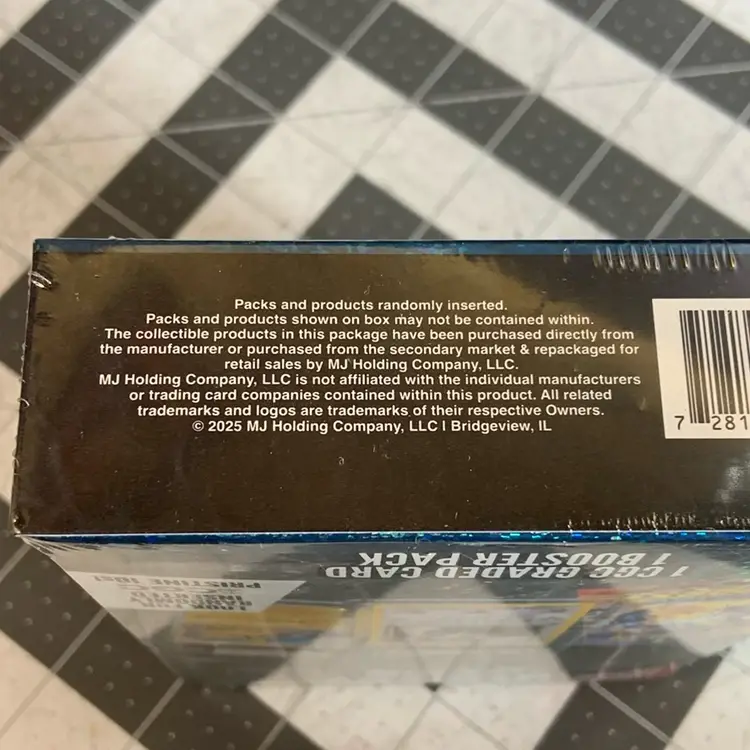 Packs and products randomly inserted.
Packs and products shown on box may not be contained within.
The collectible products in this package have been purchased directly from
the manufacturer or purchased from the secondary market & repackaged for
retail sales by MJ Holding Company, LLC.
MJ Holding Company, LLC is not affiliated with the individual manufacturers
or trading card companies contained within this product. All related
trademarks and logos are trademarks of their respective Owners.
© 2025 MJ Holding Company, LLC | Bridgeview, IL
7 281
1 CGC GRADED CARD
1 BOOSTER PACK
RANDOMLY
INSERTED
PRISTINE 10s!